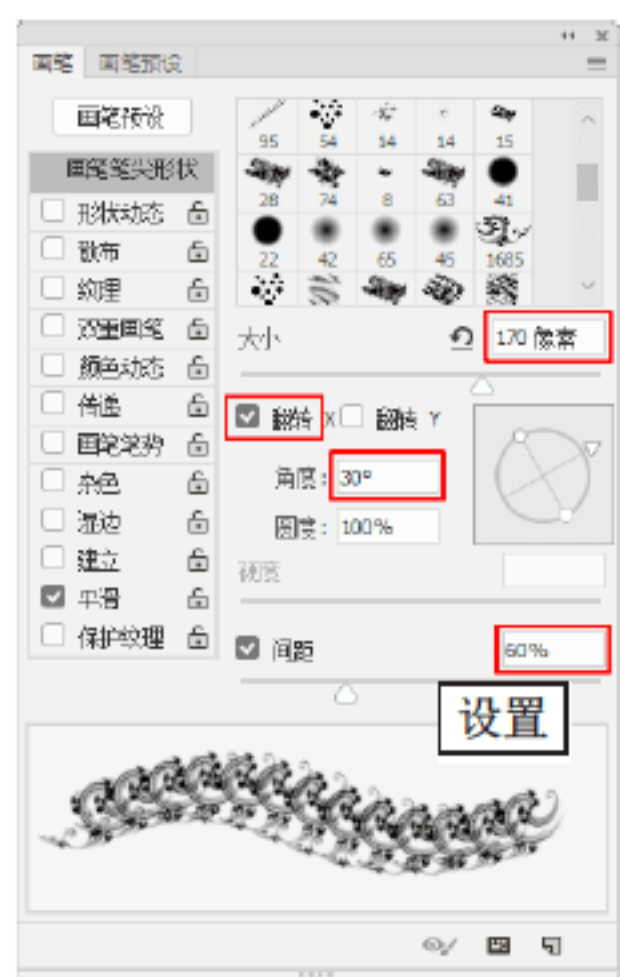 画笔 画笔预设
画笔预设
95 54 14 14 15
画笔笔尖形状
28 74 8 63 41
形状动态
散布
22 42 65 45 1685
纹理
双重画笔
大小 170 像素
颜色动态
传递
翻转 X 翻转 Y
画笔笔势
杂色
角度: 30°
湿边
圆度: 100%
建立
硬度
平滑
保护纹理
间距 60%
设置